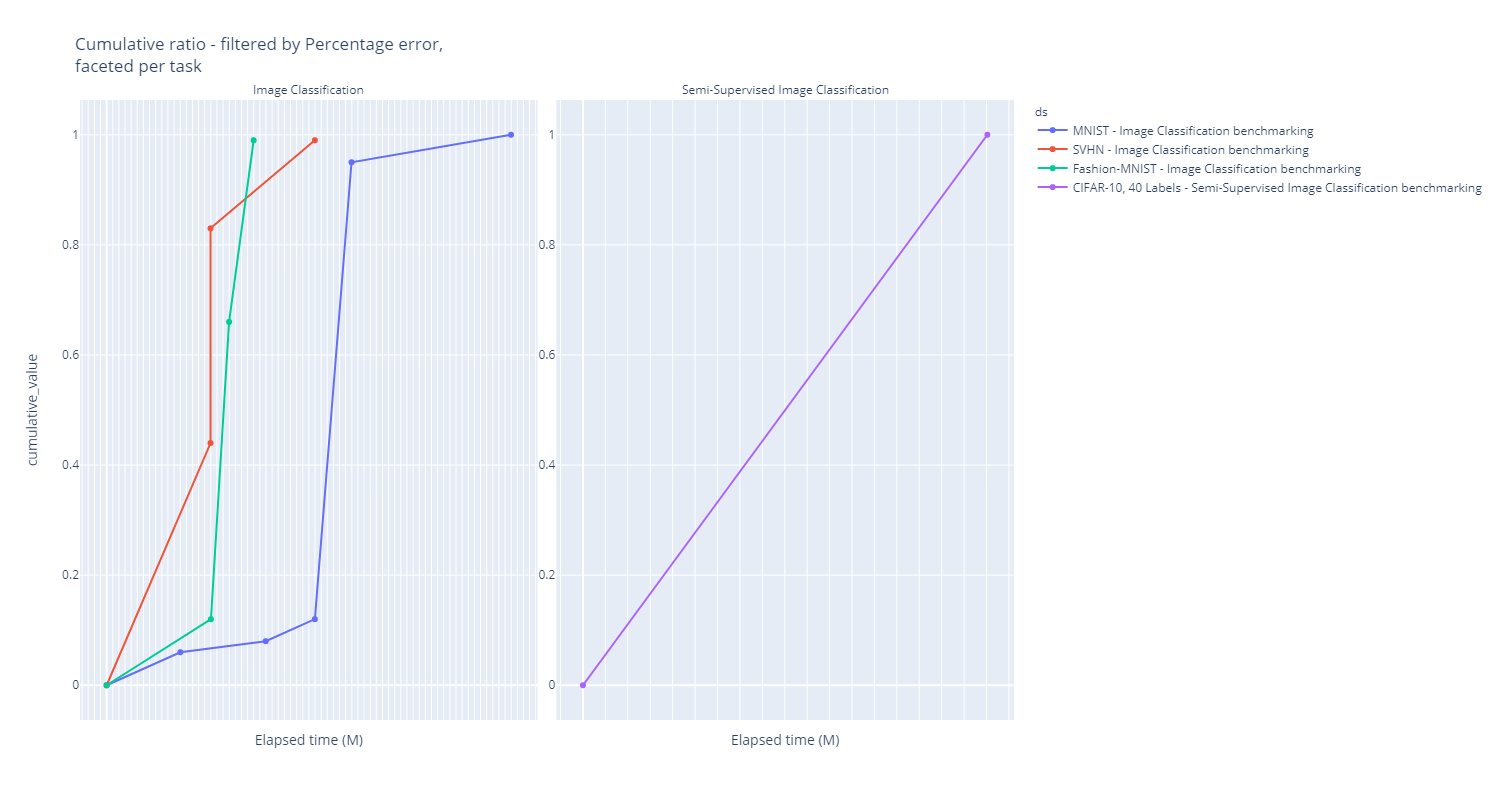 Cumulative ratio - filtered by Percentage error,
faceted per task
Image Classification
Semi-Supervised Image Classification
cumulative_value
1
0.8
0.6
0.4
0.2
0
1
0.8
0.6
0.4
0.2
0
Elapsed time (M)
Elapsed time (M)
ds
MNIST - Image Classification benchmarking
SVHN - Image Classification benchmarking
Fashion-MNIST - Image Classification benchmarking
CIFAR-10, 40 Labels - Semi-Supervised Image Classification benchmarking